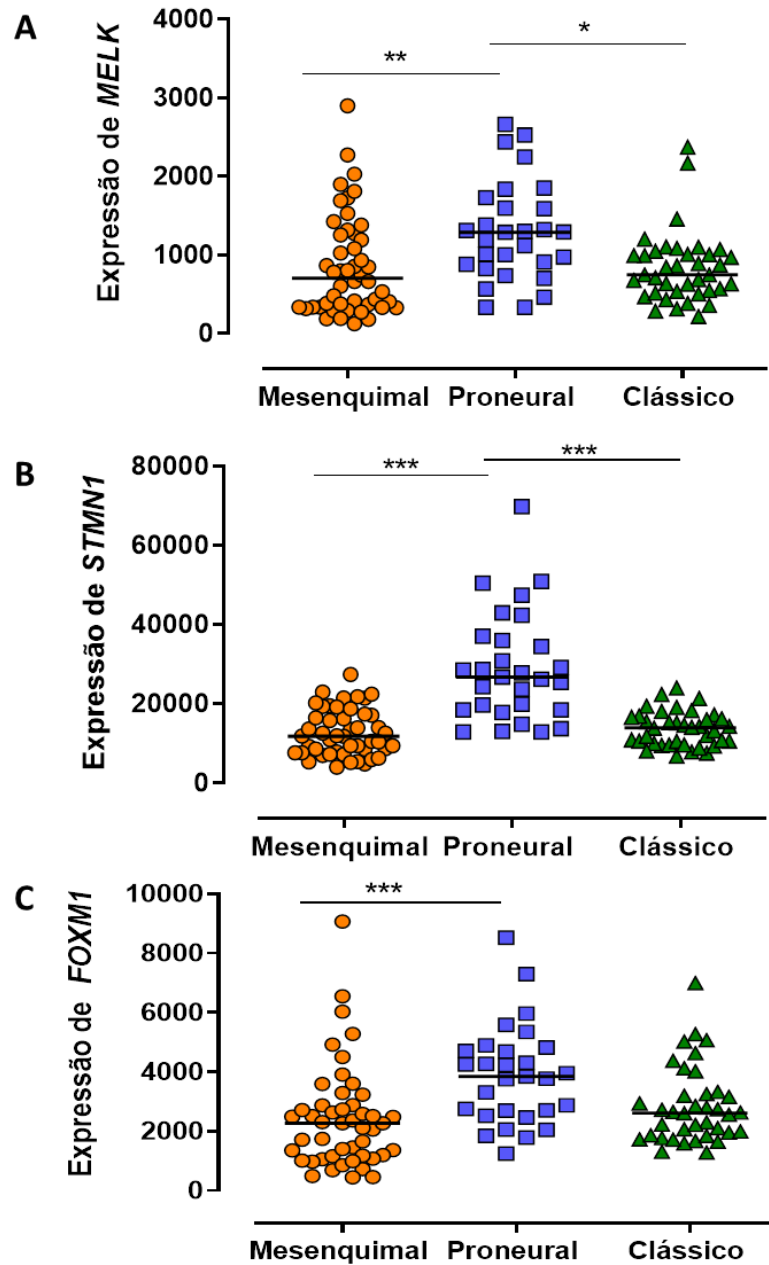 A
Expressão de MELK
4000
3000
2000
1000
0
**
*
Mesenquimal Proneural Clássico
B
Expressão de STMN1
80000
60000
40000
20000
0
***
***
Mesenquimal Proneural Clássico
C
Expressão de FOXM1
10000
8000
6000
4000
2000
0
***
Mesenquimal Proneural Clássico